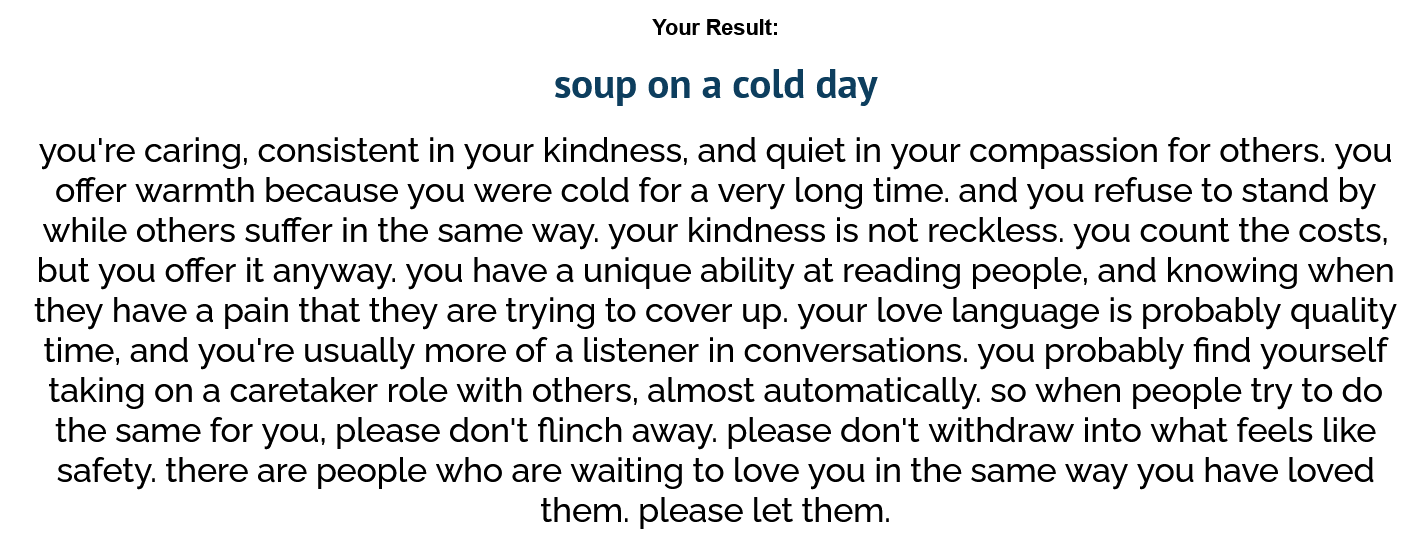 Your Result:
soup on a cold day
you're caring, consistent in your kindness, and quiet in your compassion for others. you
offer warmth because you were cold for a very long time. and you refuse to stand by
while others suffer in the same way. your kindness is not reckless. you count the costs,
but you offer it anyway. you have a unique ability at reading people, and knowing when
they have a pain that they are trying to cover up. your love language is probably quality
time, and you're usually more of a listener in conversations. you probably find yourself
taking on a caretaker role with others, almost automatically. so when people try to do
the same for you, please don't flinch away. please don't withdraw into what feels like
safety. there are people who are waiting to love you in the same way you have loved
them. please let them.